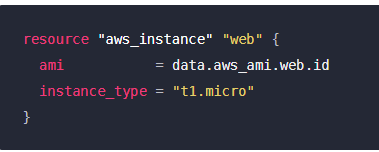 resource "aws_instance" "web" {
  ami           = data.aws_ami.web.id
  instance_type = "t1.micro"
}